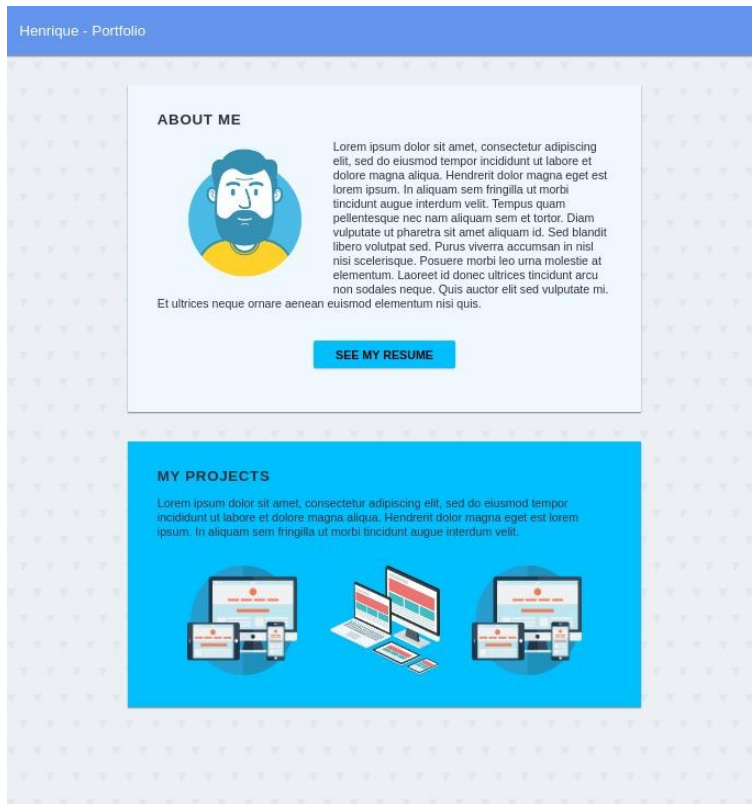 Henrique - Portfolio
ABOUT ME
Lorem ipsum dolor sit amet, consectetur adipiscing
elit, sed do eiusmod tempor incididunt ut labore et
dolore magna aliqua. Hendrerit dolor magna eget est
lorem ipsum. In aliquam sem fringilla ut morbi
tincidunt augue interdum velit. Tempus quam
pellentesque nec nam aliquam sem et tortor. Diam
vulputate ut pharetra sit amet aliquam id. Sed blandit
libero volutpat sed. Purus viverra accumsan in nisl
nisi scelerisque. Posuere morbi leo urna molestie at
elementum. Laoreet id donec ultrices tincidunt arcu
non sodales neque. Quis auctor elit sed vulputate mi.
Et ultrices neque ornare aenean euismod elementum nisi quis.
SEE MY RESUME
MY PROJECTS
Lorem ipsum dolor sit amet, consectetur adipiscing elit, sed do eiusmod tempor
incididunt ut labore et dolore magna aliqua. Hendrerit dolor magna eget est lorem
ipsum. In aliquam sem fringilla ut morbi tincidunt augue interdum velit.